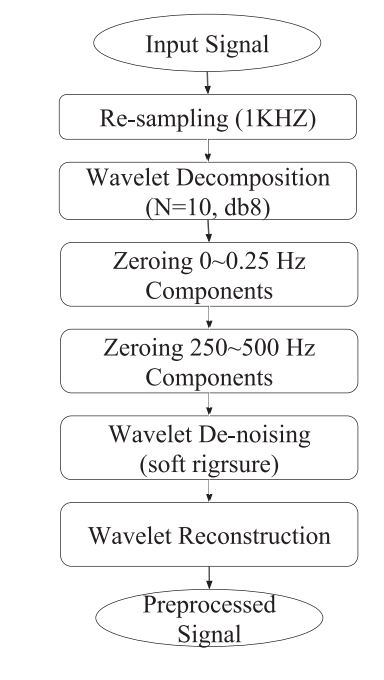 Input Signal
Re-sampling (1KHZ)
Wavelet Decomposition
(N=10, db8)
Zeroing 0~0.25 Hz
Components
Zeroing 250~500 Hz
Components
Wavelet De-noising
(soft rigrsure)
Wavelet Reconstruction
Preprocessed
Signal